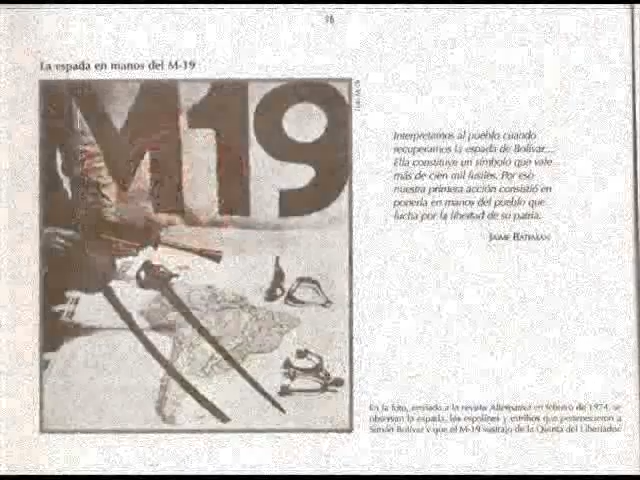 16
La espada en manos del M-19
M19
Interpretamos al pueblo cuando
recuperamos la espada de Bolívar...
Ella constituye un símbolo que vale
más de cien mil fusiles. Por eso
nuestra primera acción consistió en
ponerla en manos del pueblo que
lucha por la libertad de su patria.
JAIME BATEMAN
En la foto, enviada a la revista Alternativa en febrero de 1974, se
observan la espada, los espolines y estribos que pertenecieron a
Simón Bolívar y que el M-19 sustrajo de la Quinta del Libertador.